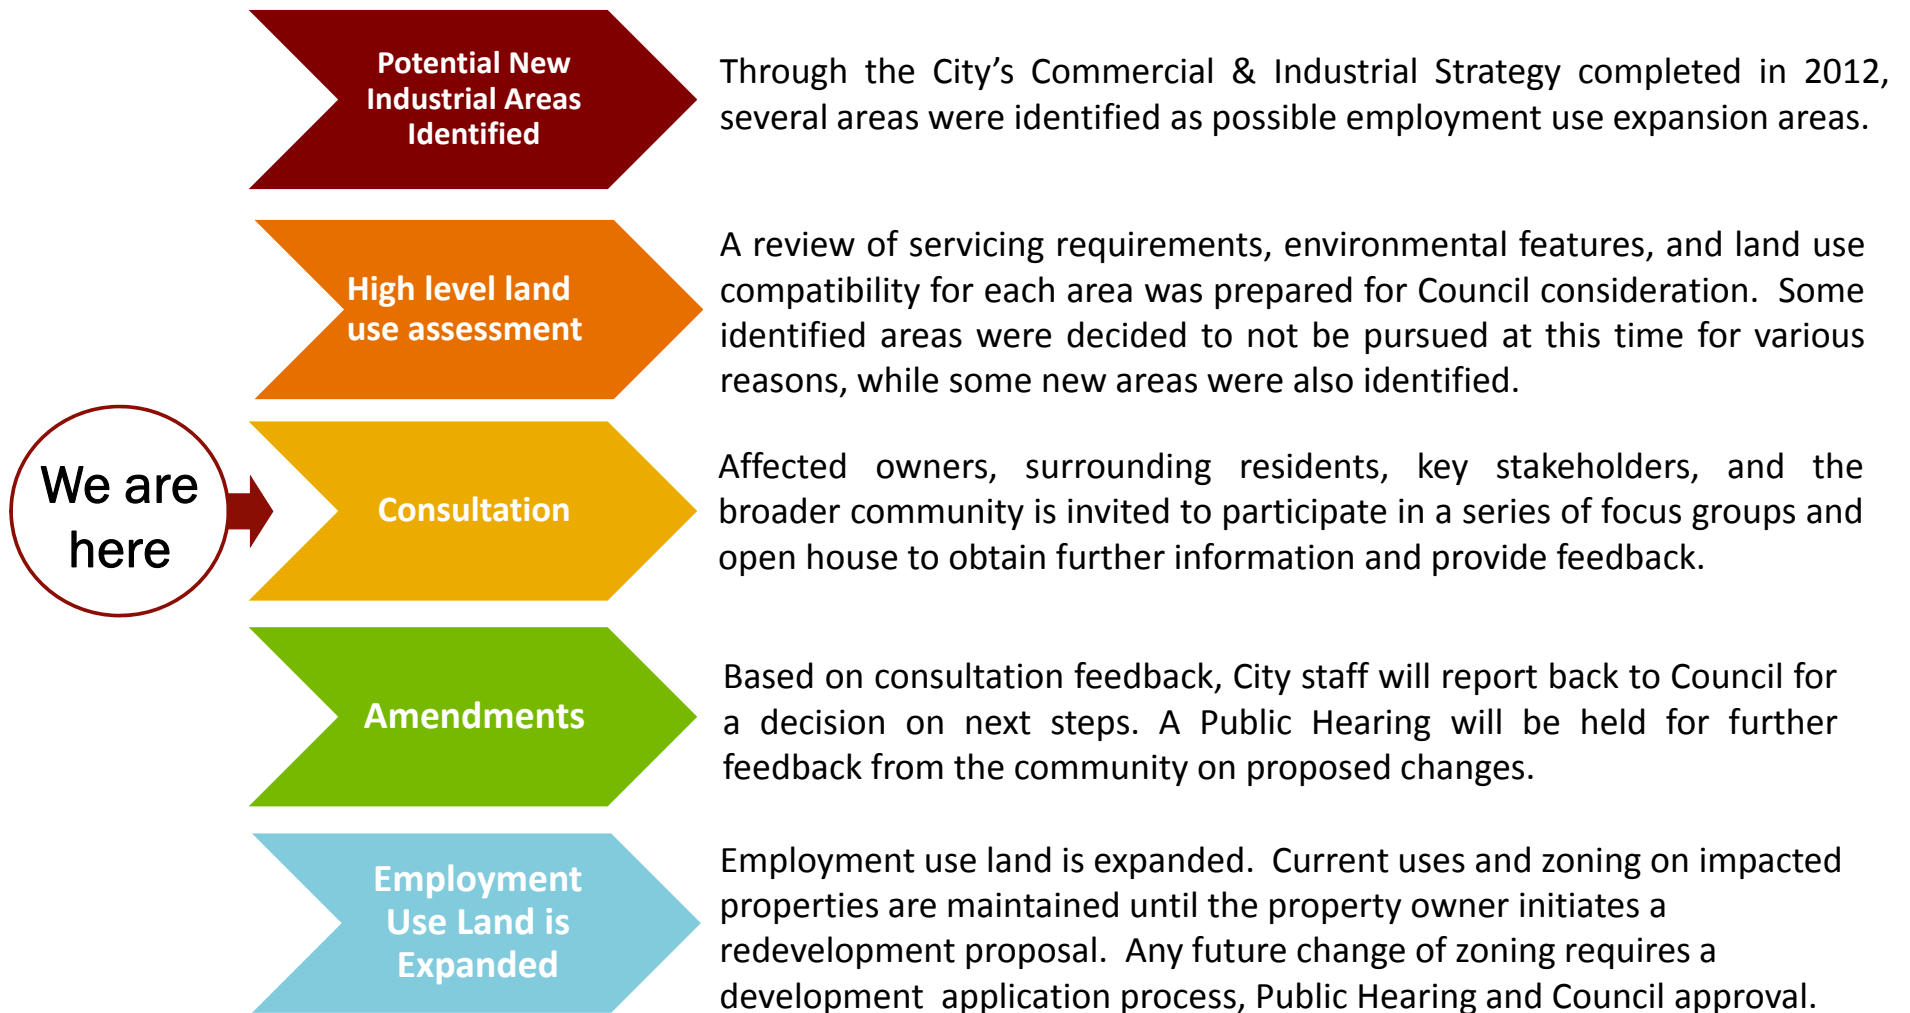 Potential New
Industrial Areas
Identified
Through the City’s Commercial & Industrial Strategy completed in 2012,
several areas were identified as possible employment use expansion areas.
High level land
use assessment
A review of servicing requirements, environmental features, and land use
compatibility for each area was prepared for Council consideration. Some
identified areas were decided to not be pursued at this time for various
reasons, while some new areas were also identified.
We are
here
Consultation
Affected owners, surrounding residents, key stakeholders, and the
broader community is invited to participate in a series of focus groups and
open house to obtain further information and provide feedback.
Amendments
Based on consultation feedback, City staff will report back to Council for
a decision on next steps. A Public Hearing will be held for further
feedback from the community on proposed changes.
Employment
Use Land is
Expanded
Employment use land is expanded. Current uses and zoning on impacted
properties are maintained until the property owner initiates a
redevelopment proposal. Any future change of zoning requires a
development application process, Public Hearing and Council approval.